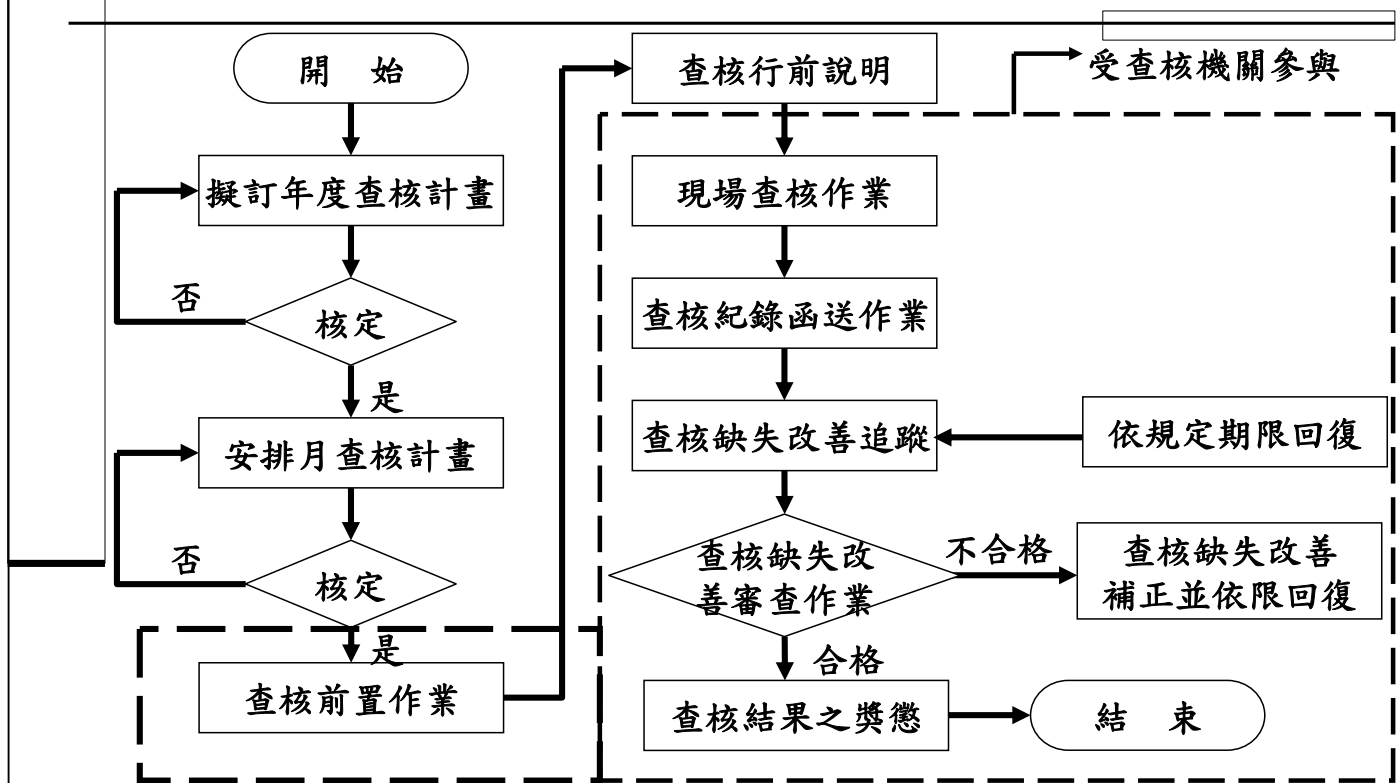 開 始
擬訂年度查核計畫
否
核定
是
安排月查核計畫
否
核定
是
查核前置作業
查核行前說明
受查核機關參與
現場查核作業
查核紀錄函送作業
查核缺失改善追蹤
依規定期限回復
查核缺失改
善審查作業
不合格
查核缺失改善
補正並依限回復
合格
查核結果之獎懲
結 束